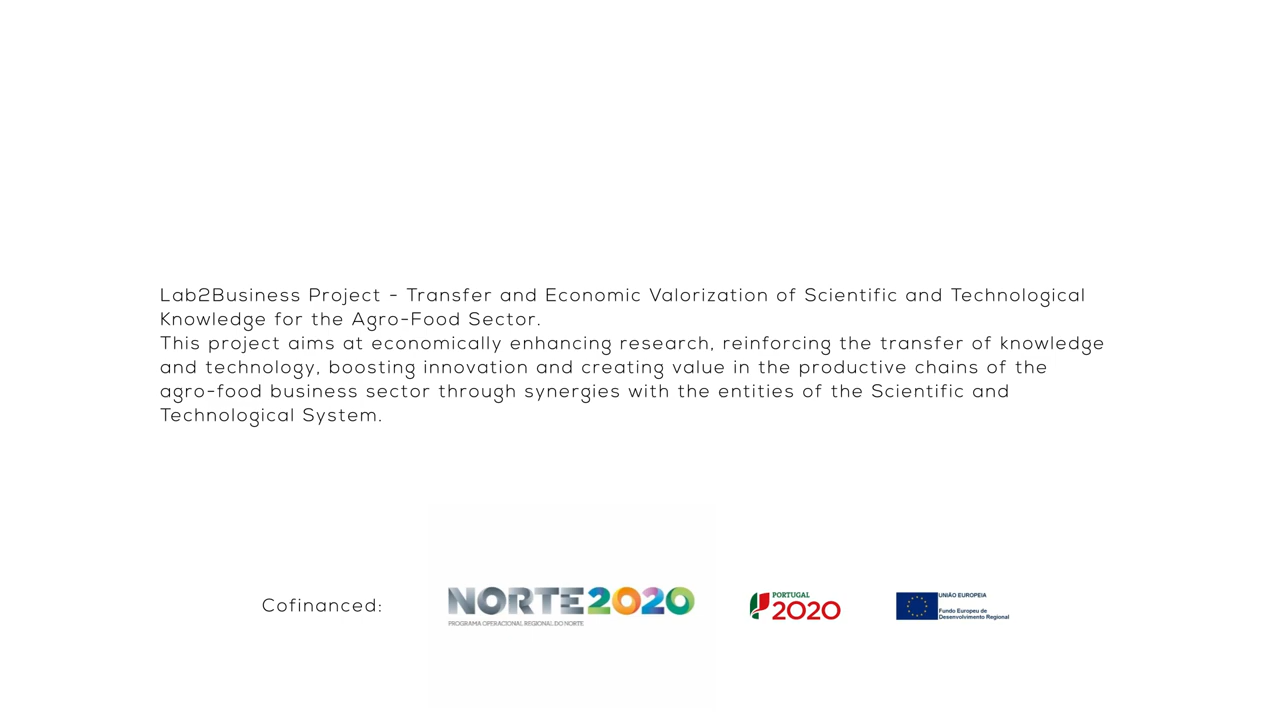 Lab2Business Project - Transfer and Economic Valorization of Scientific and Technological
Knowledge for the Agro-Food Sector.
This project aims at economically enhancing research, reinforcing the transfer of knowledge
and technology, boosting innovation and creating value in the productive chains of the
agro-food business sector through synergies with the entities of the Scientific and
Technological System.
Cofinanced:
NORTE2020
PROGRAMA OPERACIONAL REGIONAL DO NORTE
PORTUGAL
2020
UNIÃO EUROPEIA
Fundo Europeu de
Desenvolvimento Regional